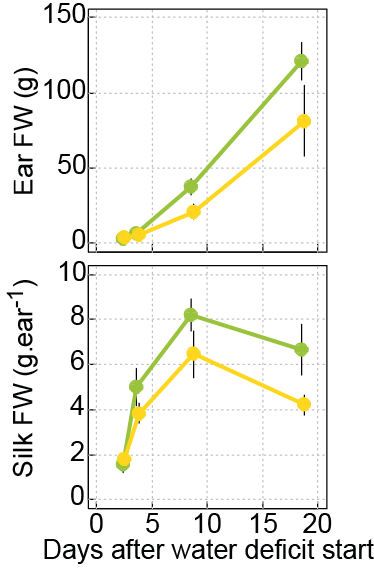 Ear FW (g)
150
100
50
0
Silk FW (g.ear⁻¹)
10
8
6
4
2
0
0 5 10 15 20
Days after water deficit start